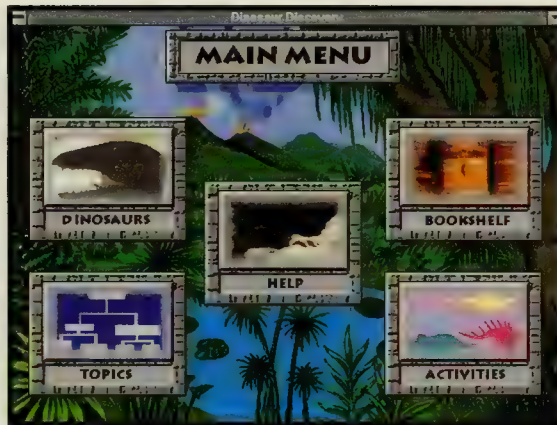 Dinosaur Discovery
MAIN MENU
DINOSAURS
BOOKSHELF
HELP
TOPICS
ACTIVITIES